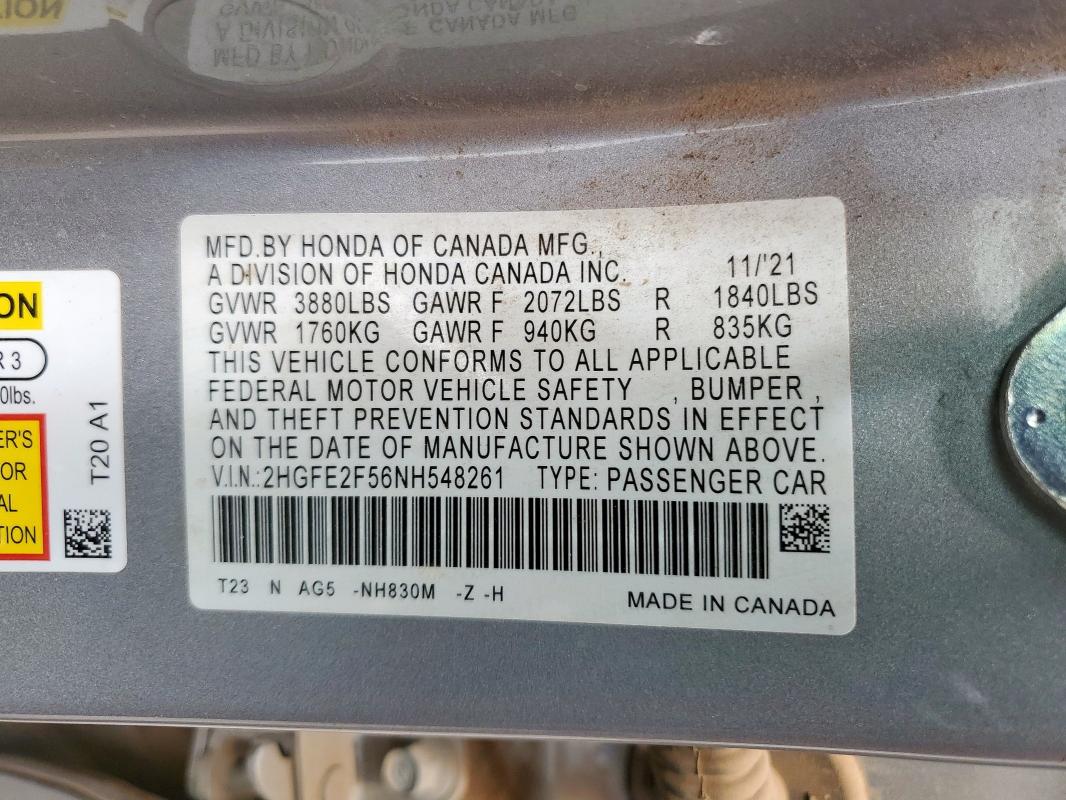 MFD.BY HONDA OF CANADA MFG.,
A DIVISION OF HONDA CANADA INC. 11/'21
GVWR 3880LBS GAWR F 2072LBS R 1840LBS
GVWR 1760KG GAWR F 940KG R 835KG
THIS VEHICLE CONFORMS TO ALL APPLICABLE
FEDERAL MOTOR VEHICLE SAFETY , BUMPER ,
AND THEFT PREVENTION STANDARDS IN EFFECT
ON THE DATE OF MANUFACTURE SHOWN ABOVE.
V.I.N.:2HGFE2F56NH548261 TYPE: PASSENGER CAR
T23 N AG5 -NH830M -Z -H
MADE IN CANADA
ON
R 3
0lbs.
ER'S
OR
AL
TION
T20 A1